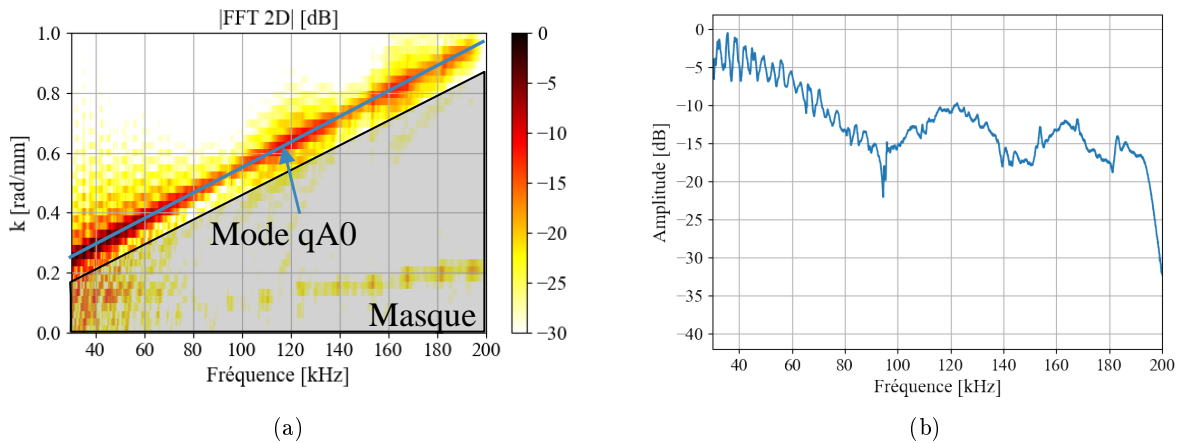 |FFT 2D| [dB]
1.0
0.8
0.6
0.4
0.2
0.0
k [rad/mm]
40 60 80 100 120 140 160 180 200
Fréquence [kHz]
Mode qA0
Masque
0
−5
−10
−15
−20
−25
−30
(a)
0
−5
−10
−15
−20
−25
−30
−35
−40
Amplitude [dB]
40 60 80 100 120 140 160 180 200
Fréquence [kHz]
(b)